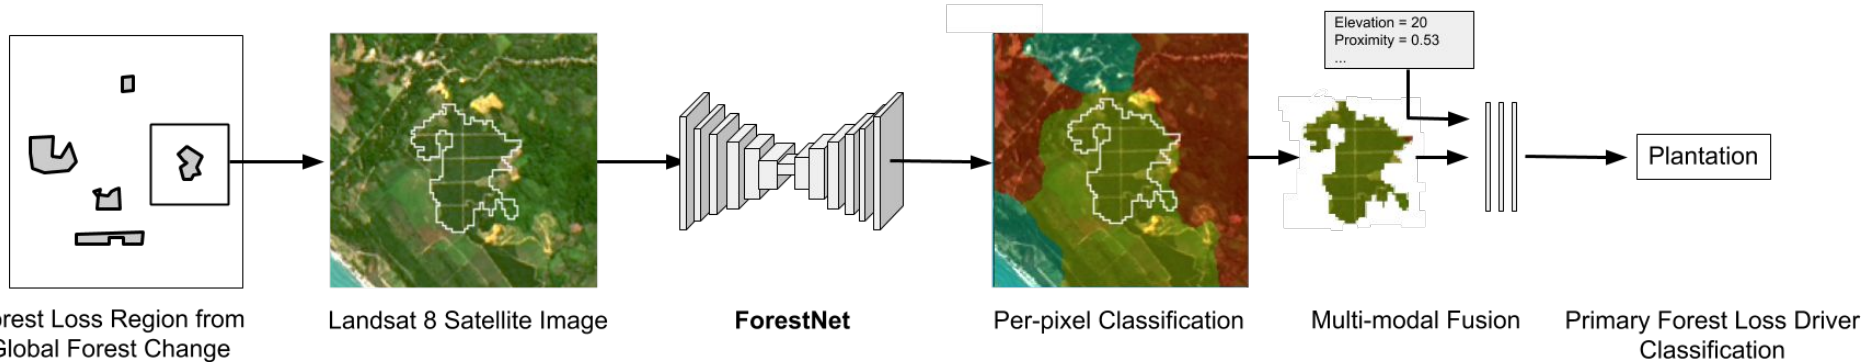 Elevation = 20
Proximity = 0.53
...
Plantation
orest Loss Region from
Global Forest Change
Landsat 8 Satellite Image
ForestNet
Per-pixel Classification
Multi-modal Fusion
Primary Forest Loss Driver
Classification